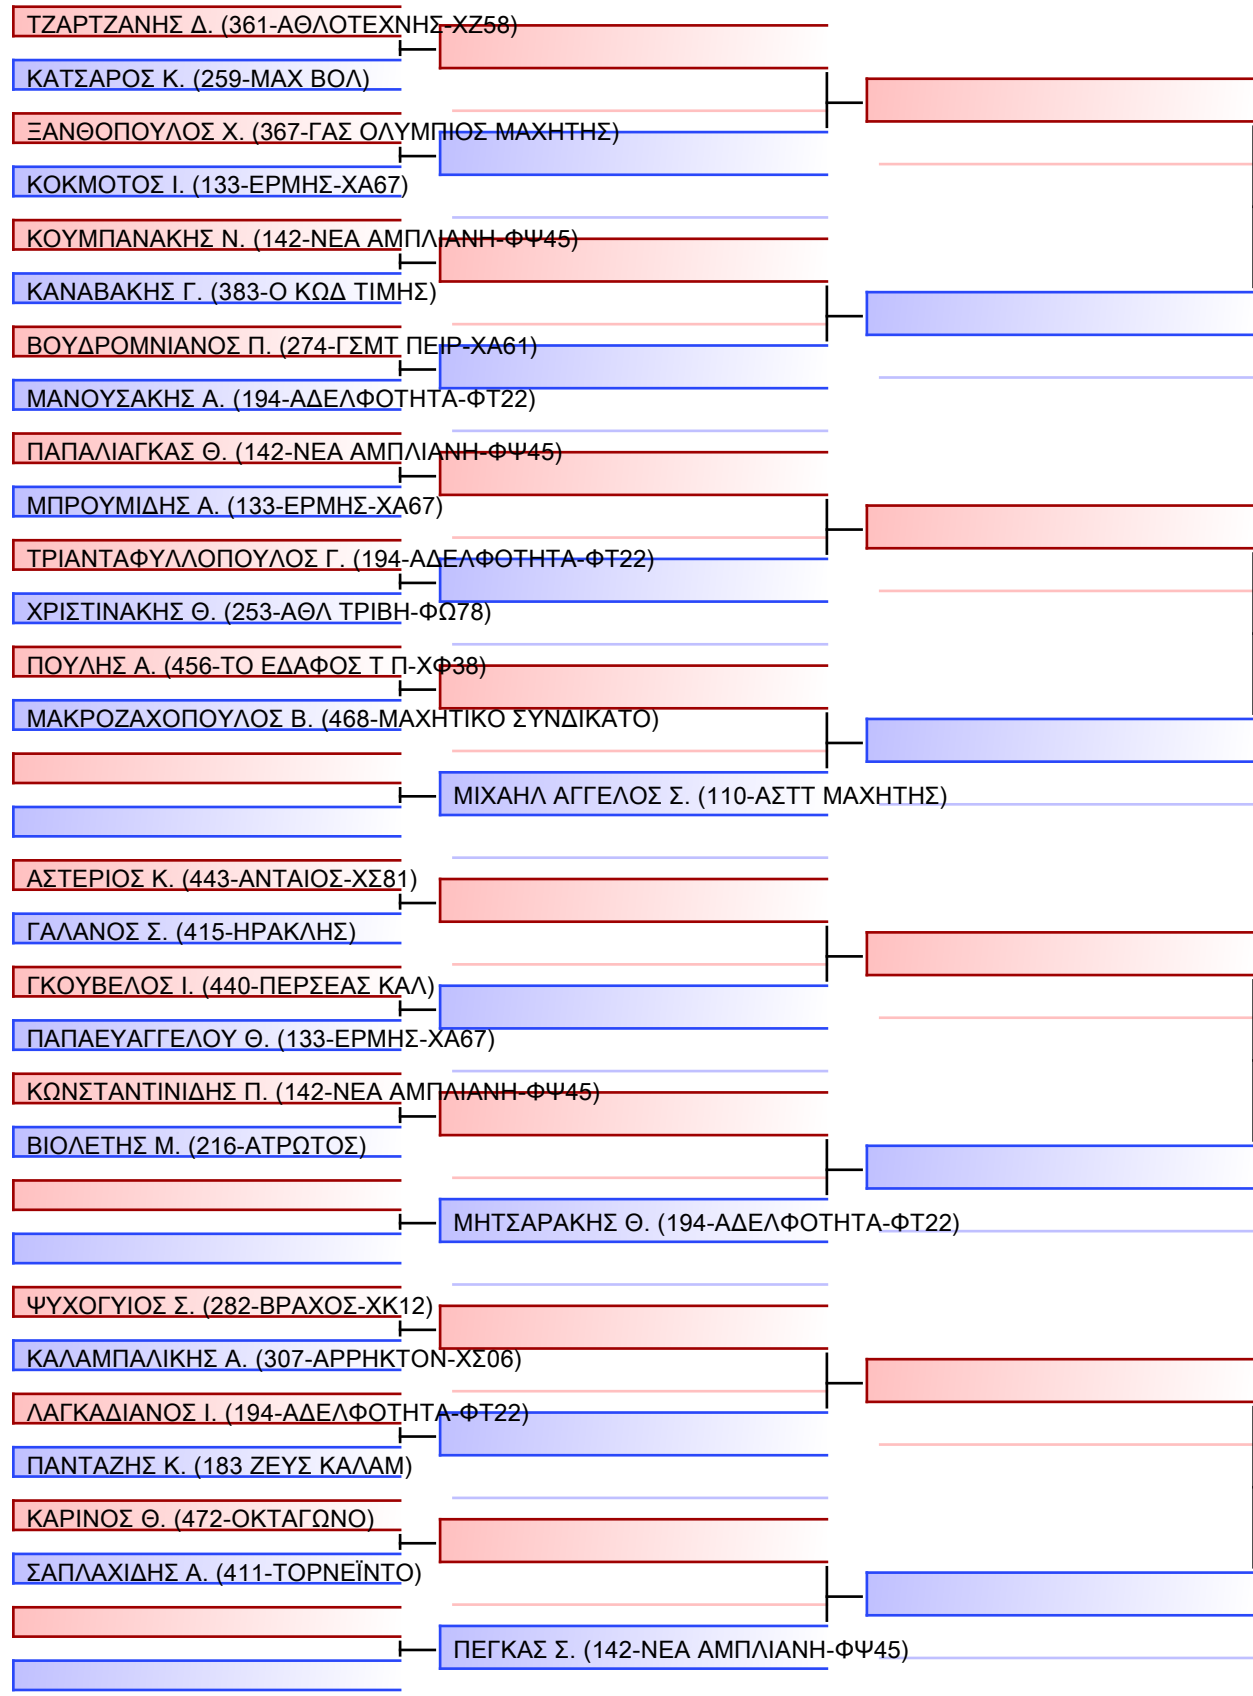 ΤΖΑΡΤΖΑΝΗΣ Δ. (361-ΑΘΛΟΤΕΧΝΗΣ-ΧΖ58)
ΚΑΤΣΑΡΟΣ Κ. (259-ΜΑΧ ΒΟΛ)
ΞΑΝΘΟΠΟΥΛΟΣ Χ. (367-ΓΑΣ ΟΛΥΜΠΙΟΣ ΜΑΧΗΤΗΣ)
ΚΟΚΜΟΤΟΣ Ι. (133-ΕΡΜΗΣ-ΧΑ67)
ΚΟΥΜΠΑΝΑΚΗΣ Ν. (142-ΝΕΑ ΑΜΠΛΙΑΝΗ-ΦΨ45)
ΚΑΝΑΒΑΚΗΣ Γ. (383-Ο ΚΩΔ ΤΙΜΗΣ)
ΒΟΥΔΡΟΜΝΙΑΝΟΣ Π. (274-ΓΣΜΤ ΠΕΙΡ-ΧΑ61)
ΜΑΝΟΥΣΑΚΗΣ Α. (194-ΑΔΕΛΦΟΤΗΤΑ-ΦΤ22)
ΠΑΠΑΛΙΑΓΚΑΣ Θ. (142-ΝΕΑ ΑΜΠΛΙΑΝΗ-ΦΨ45)
ΜΠΡΟΥΜΙΔΗΣ Α. (133-ΕΡΜΗΣ-ΧΑ67)
ΤΡΙΑΝΤΑΦΥΛΛΟΠΟΥΛΟΣ Γ. (194-ΑΔΕΛΦΟΤΗΤΑ-ΦΤ22)
ΧΡΙΣΤΙΝΑΚΗΣ Θ. (253-ΑΘΛ ΤΡΙΒΗ-ΦΩ78)
ΠΟΥΛΗΣ Α. (456-ΤΟ ΕΔΑΦΟΣ Τ Π-ΧΦ38)
ΜΑΚΡΟΖΑΧΟΠΟΥΛΟΣ Β. (468-ΜΑΧΗΤΙΚΟ ΣΥΝΔΙΚΑΤΟ)
ΜΙΧΑΗΛ ΑΓΓΕΛΟΣ Σ. (110-ΑΣΤΤ ΜΑΧΗΤΗΣ)
ΑΣΤΕΡΙΟΣ Κ. (443-ΑΝΤΑΙΟΣ-ΧΣ81)
ΓΑΛΑΝΟΣ Σ. (415-ΗΡΑΚΛΗΣ)
ΓΚΟΥΒΕΛΟΣ Ι. (440-ΠΕΡΣΕΑΣ ΚΑΛ)
ΠΑΠΑΕΥΑΓΓΕΛΟΥ Θ. (133-ΕΡΜΗΣ-ΧΑ67)
ΚΩΝΣΤΑΝΤΙΝΙΔΗΣ Π. (142-ΝΕΑ ΑΜΠΛΙΑΝΗ-ΦΨ45)
ΒΙΟΛΕΤΗΣ Μ. (216-ΑΤΡΩΤΟΣ)
ΜΗΤΣΑΡΑΚΗΣ Θ. (194-ΑΔΕΛΦΟΤΗΤΑ-ΦΤ22)
ΨΥΧΟΓΥΙΟΣ Σ. (282-ΒΡΑΧΟΣ-ΧΚ12)
ΚΑΛΑΜΠΑΛΙΚΗΣ Α. (307-ΑΡΡΗΚΤΟΝ-ΧΣ06)
ΛΑΓΚΑΔΙΑΝΟΣ Ι. (194-ΑΔΕΛΦΟΤΗΤΑ-ΦΤ22)
ΠΑΝΤΑΖΗΣ Κ. (183 ΖΕΥΣ ΚΑΛΑΜ)
ΚΑΡΙΝΟΣ Θ. (472-ΟΚΤΑΓΩΝΟ)
ΣΑΠΛΑΧΙΔΗΣ Α. (411-ΤΟΡΝΕΪΝΤΟ)
ΠΕΓΚΑΣ Σ. (142-ΝΕΑ ΑΜΠΛΙΑΝΗ-ΦΨ45)